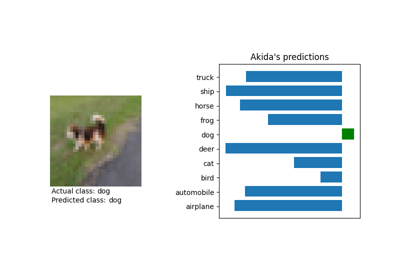 Akida's predictions
truck
ship
horse
frog
dog
deer
cat
bird
automobile
airplane
Actual class: dog
Predicted class: dog